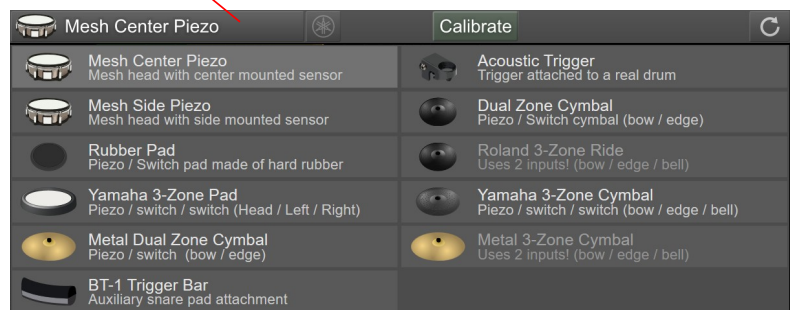 Mesh Center Piezo
Calibrate
Mesh Center Piezo
Mesh head with center mounted sensor
Acoustic Trigger
Trigger attached to a real drum
Mesh Side Piezo
Mesh head with side mounted sensor
Dual Zone Cymbal
Piezo / Switch cymbal (bow / edge)
Rubber Pad
Piezo / Switch pad made of hard rubber
Roland 3-Zone Ride
Uses 2 inputs! (bow / edge / bell)
Yamaha 3-Zone Pad
Piezo / switch / switch (Head / Left / Right)
Yamaha 3-Zone Cymbal
Piezo / switch / switch (bow / edge / bell)
Metal Dual Zone Cymbal
Piezo / switch (bow / edge)
Metal 3-Zone Cymbal
Uses 2 inputs! (bow / edge / bell)
BT-1 Trigger Bar
Auxiliary snare pad attachment